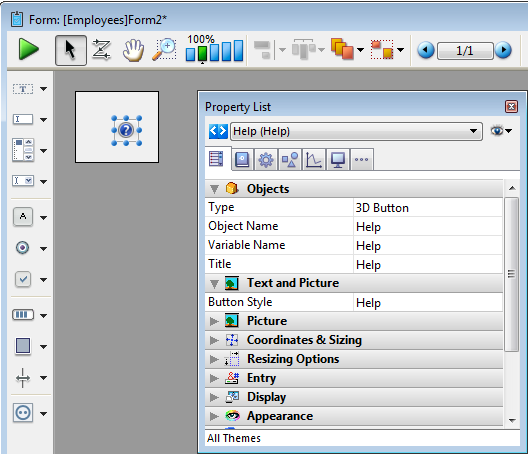 Form: [Employees]Form2*
100%
1/1
Property List
Help (Help)
Objects
Type 3D Button
Object Name Help
Variable Name Help
Title Help
Text and Picture
Button Style Help
Picture
Coordinates & Sizing
Resizing Options
Entry
Display
Appearance
All Themes